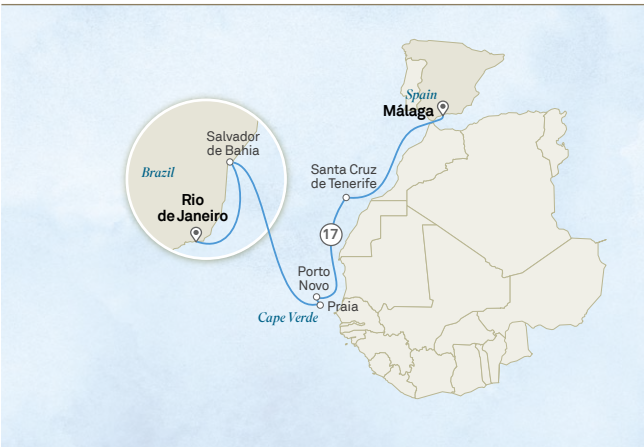 Spain
Málaga
Salvador
de Bahia
Brazil
Santa Cruz
de Tenerife
Rio
de Janeiro
17
Porto
Novo
Praia
Cape Verde